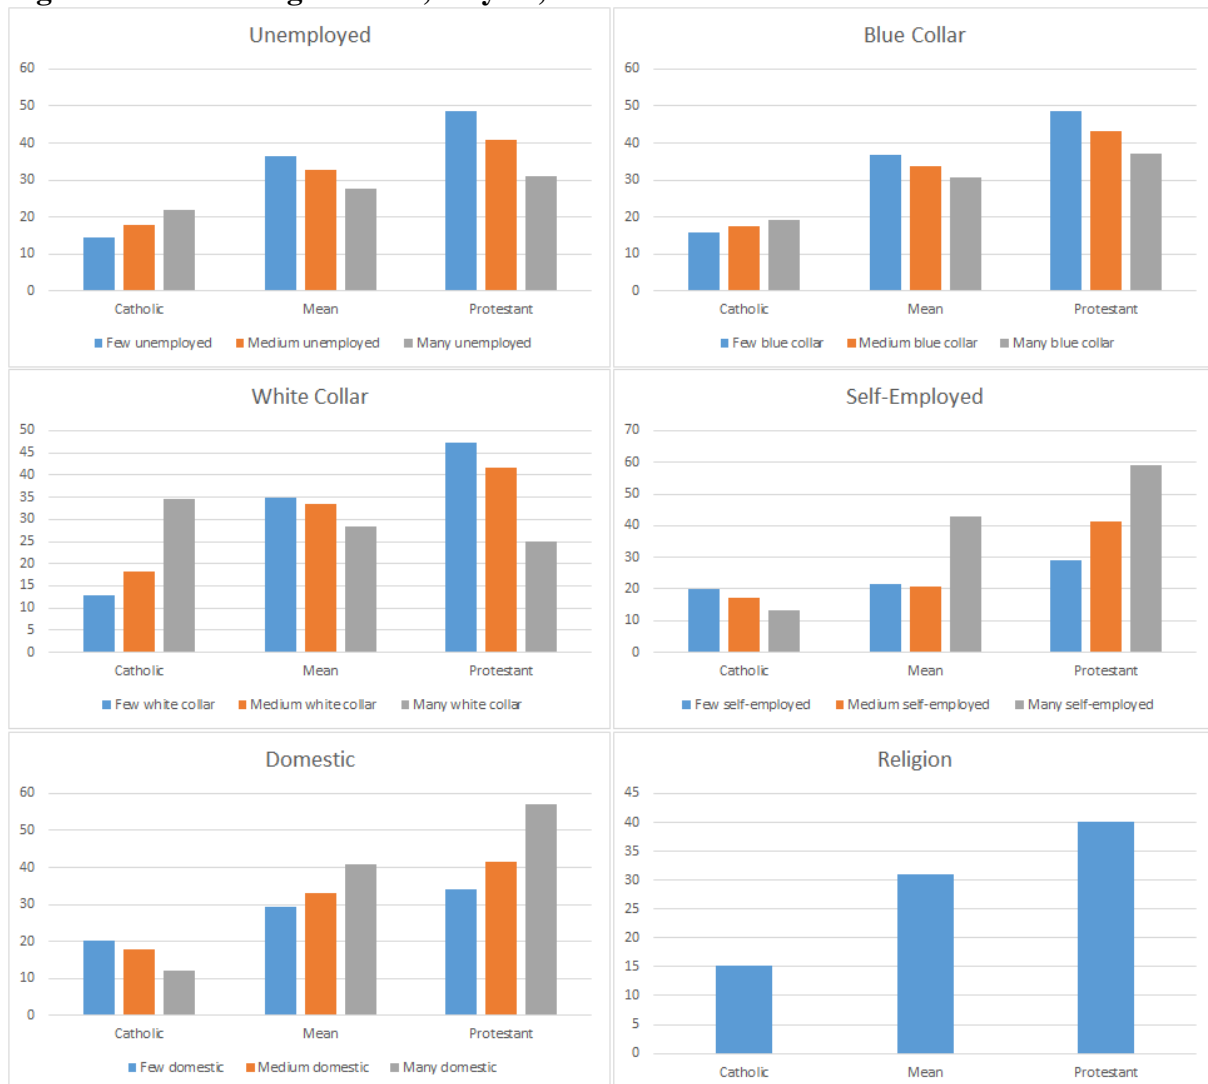 Unemployed
60
50
40
30
20
10
0
Catholic Mean Protestant
Few unemployed Medium unemployed Many unemployed
Blue Collar
60
50
40
30
20
10
0
Catholic Mean Protestant
Few blue collar Medium blue collar Many blue collar
White Collar
50
45
40
35
30
25
20
15
10
5
0
Catholic Mean Protestant
Few white collar Medium white collar Many white collar
Self-Employed
70
60
50
40
30
20
10
0
Catholic Mean Protestant
Few self-employed Medium self-employed Many self-employed
Domestic
60
50
40
30
20
10
0
Catholic Mean Protestant
Few domestic Medium domestic Many domestic
Religion
45
40
35
30
25
20
15
10
5
0
Catholic Mean Protestant